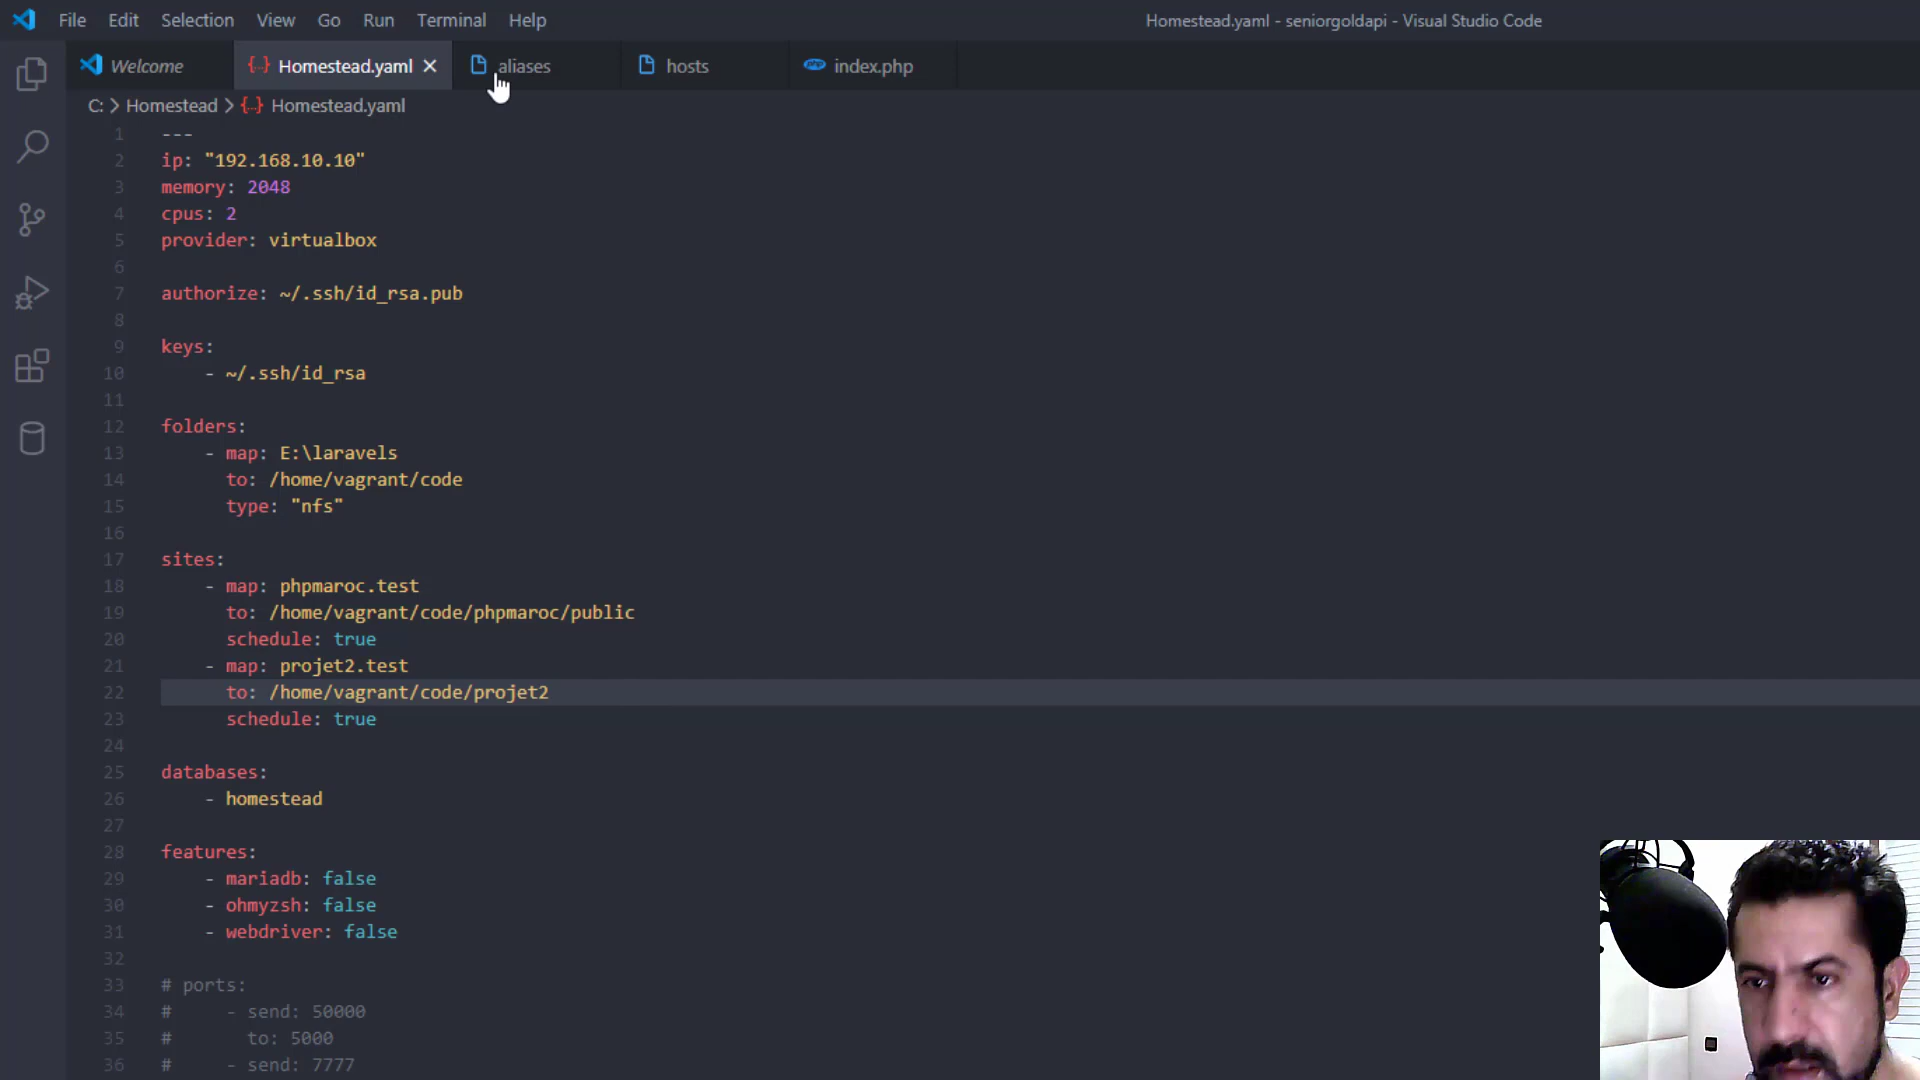 File Edit Selection View Go Run Terminal Help
Homestead.yaml - seniorgoldapi - Visual Studio Code
Welcome Homestead.yaml aliases hosts index.php
C: > Homestead > {..} Homestead.yaml
1 ---
2 ip: "192.168.10.10"
3 memory: 2048
4 cpus: 2
5 provider: virtualbox
6
7 authorize: ~/.ssh/id_rsa.pub
8
9 keys:
10 - ~/.ssh/id_rsa
11
12 folders:
13 - map: E:\laravels
14 to: /home/vagrant/code
15 type: "nfs"
16
17 sites:
18 - map: phpmaroc.test
19 to: /home/vagrant/code/phpmaroc/public
20 schedule: true
21 - map: projet2.test
22 to: /home/vagrant/code/projet2
23 schedule: true
24
25 databases:
26 - homestead
27
28 features:
29 - mariadb: false
30 - ohmyzsh: false
31 - webdriver: false
32
33 # ports:
34 # - send: 50000
35 # to: 5000
36 # - send: 7777